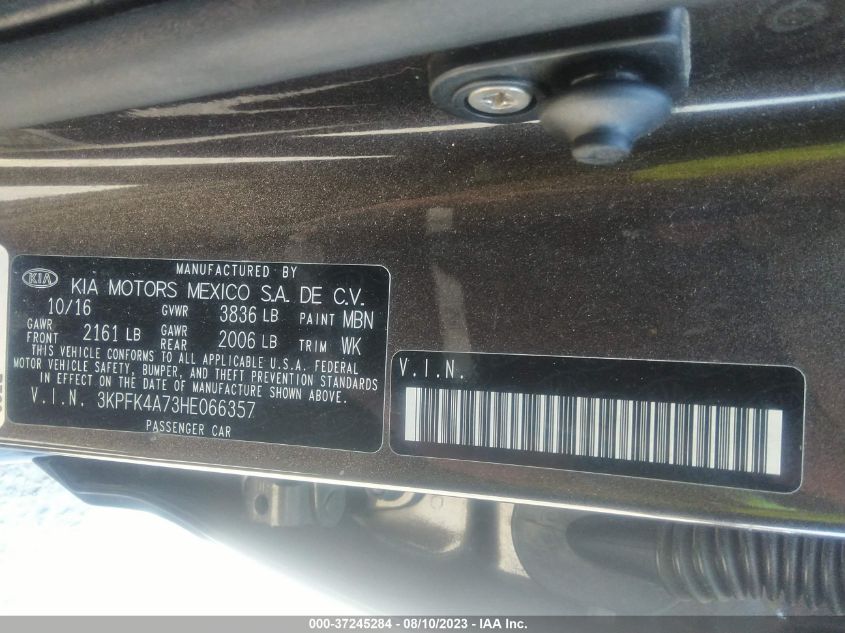 MANUFACTURED BY
KIA KIA MOTORS MEXICO S.A. DE C.V.
10/16 GVWR 3836 LB PAINT MBN
GAWR FRONT 2161 LB GAWR REAR 2006 LB TRIM WK
THIS VEHICLE CONFORMS TO ALL APPLICABLE U.S.A. FEDERAL
MOTOR VEHICLE SAFETY, BUMPER, AND THEFT PREVENTION STANDARDS
IN EFFECT ON THE DATE OF MANUFACTURE SHOWN ABOVE.
V.I.N. 3KPFK4A73HE066357
PASSENGER CAR
V.I.N.
000-37245284 - 08/10/2023 - IAA Inc.